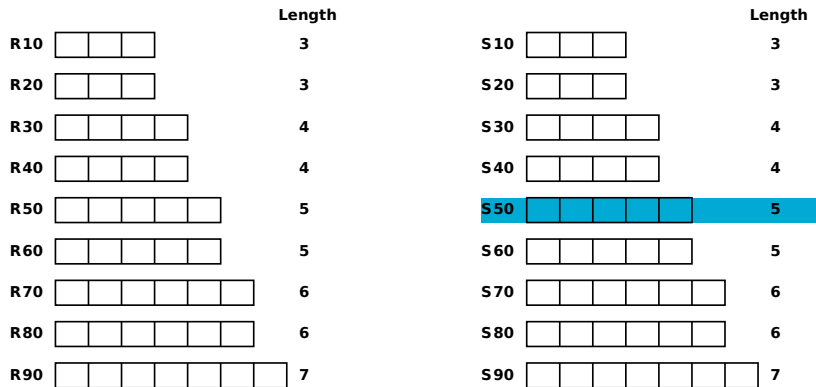 Length Length
R10 3 S10 3
R20 3 S20 3
R30 4 S30 4
R40 4 S40 4
R50 5 S50 5
R60 5 S60 5
R70 6 S70 6
R80 6 S80 6
R90 7 S90 7